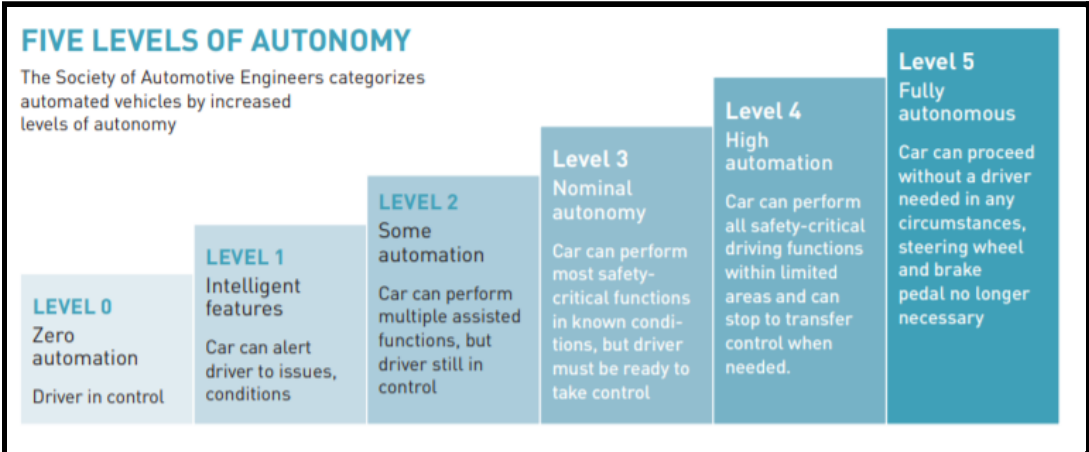 FIVE LEVELS OF AUTONOMY
The Society of Automotive Engineers categorizes
automated vehicles by increased
levels of autonomy
LEVEL 0
Zero
automation
Driver in control
LEVEL 1
Intelligent
features
Car can alert
driver to issues,
conditions
LEVEL 2
Some
automation
Car can perform
multiple assisted
functions, but
driver still in
control
Level 3
Nominal
autonomy
Car can perform
most safety-
critical functions
in known condi-
tions, but driver
must be ready to
take control
Level 4
High
automation
Car can perform
all safety-critical
driving functions
within limited
areas and can
stop to transfer
control when
needed.
Level 5
Fully
autonomous
Car can proceed
without a driver
needed in any
circumstances,
steering wheel
and brake
pedal no longer
necessary